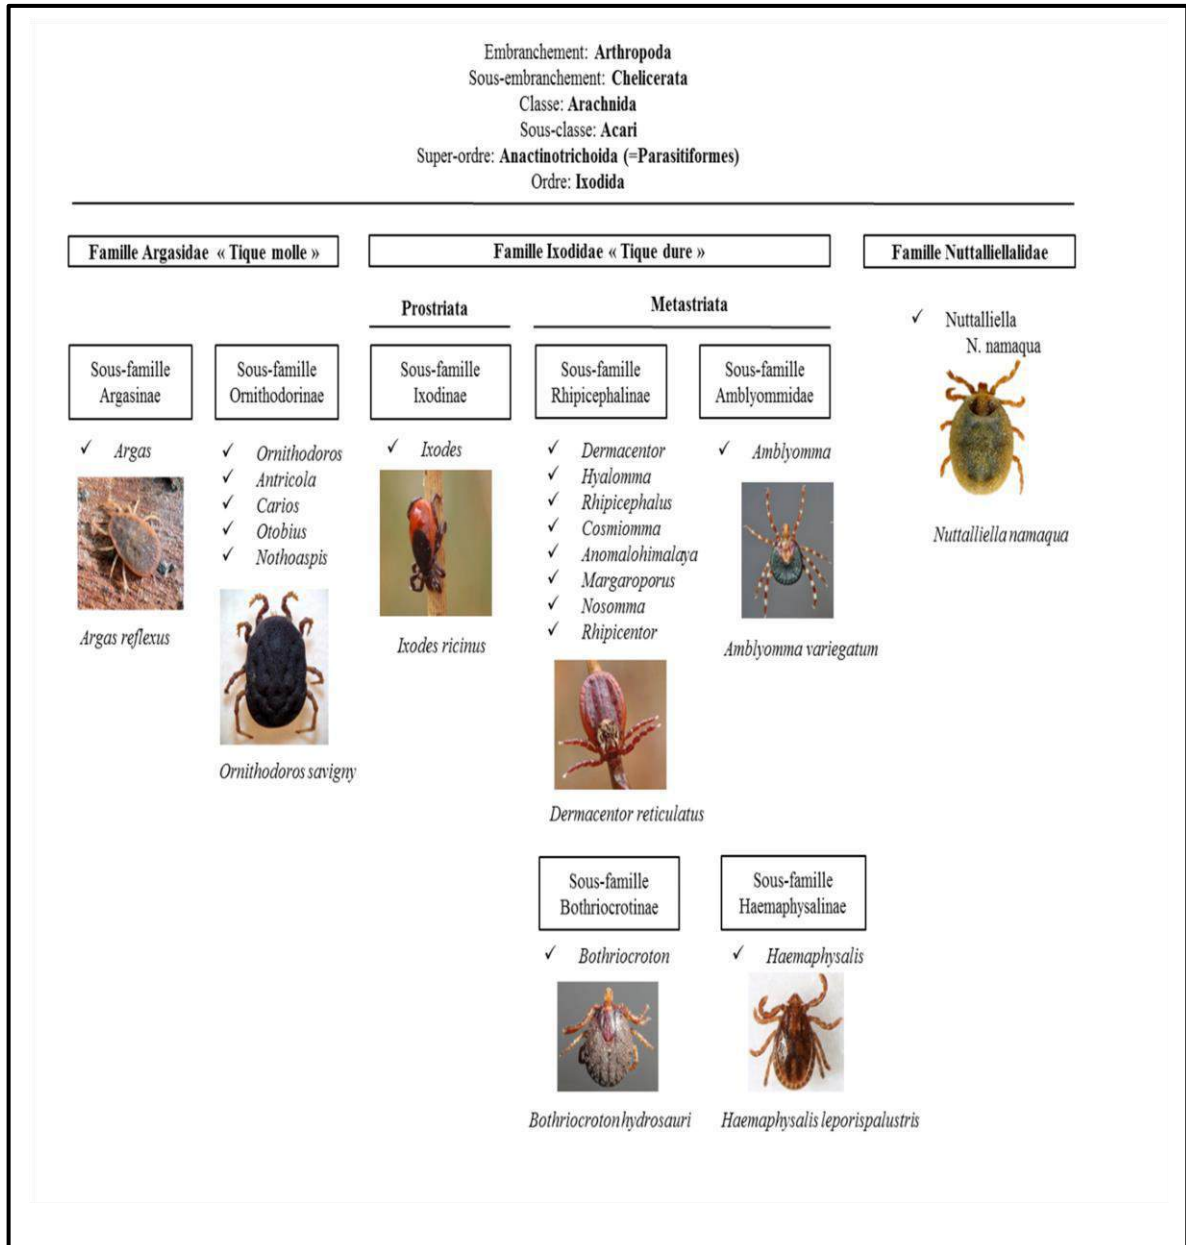 Embranchement: Arthropoda
Sous-embranchement: Chelicerata
Classe: Arachnida
Sous-classe: Acari
Super-ordre: Anactinotrichoida (=Parasitiformes)
Ordre: Ixodida
Famille Argasidae « Tique molle »
Famille Ixodidae « Tique dure »
Famille Nuttalliellalidae
Prostriata
Metastriata
✓ Nuttalliella
N. namaqua
Nuttalliella namaqua
Sous-famille
Argasinae
✓ Argas
Argas reflexus
Sous-famille
Ornithodorinae
✓ Ornithodoros
✓ Antricola
✓ Carios
✓ Otobius
✓ Nothoaspis
Ornithodoros savigny
Sous-famille
Ixodinae
✓ Ixodes
Ixodes ricinus
Sous-famille
Rhipicephalinae
✓ Dermacentor
✓ Hyalomma
✓ Rhipicephalus
✓ Cosmiomma
✓ Anomalohimalaya
✓ Margaroporus
✓ Nosomma
✓ Rhipicentor
Dermacentor reticulatus
Sous-famille
Amblyommidae
✓ Amblyomma
Amblyomma variegatum
Sous-famille
Bothriocrotinae
✓ Bothriocroton
Bothriocroton hydrosauri
Sous-famille
Haemaphysalinae
✓ Haemaphysalis
Haemaphysalis leporispalustris